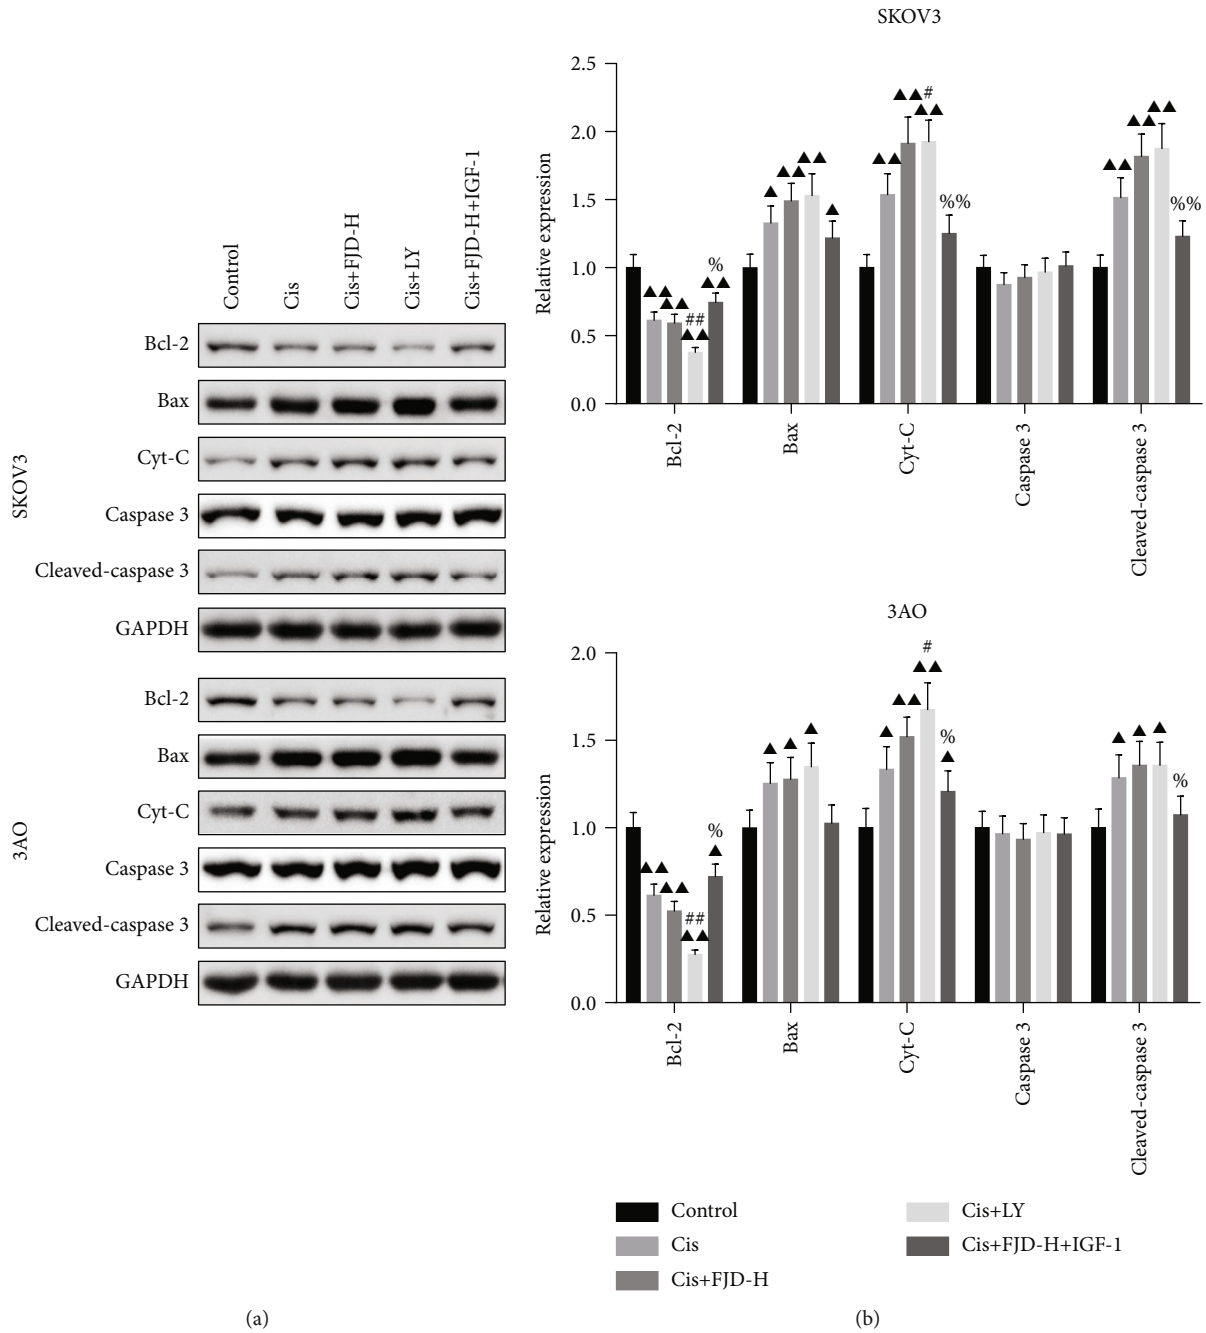 Control
Cis
Cis+FJD-H
Cis+LY
Cis+FJD-H+IGF-1
SKOV3
Bcl-2
Bax
Cyt-C
Caspase 3
Cleaved-caspase 3
GAPDH
3AO
Bcl-2
Bax
Cyt-C
Caspase 3
Cleaved-caspase 3
GAPDH
(a)
SKOV3
Relative expression
2.5
2.0
1.5
1.0
0.5
0.0
▲▲
▲▲
##
▲▲
%
▲▲
▲
▲▲
▲▲
▲
▲▲
▲▲
#
▲▲
%%
▲▲
▲▲
▲▲
%%
Bcl-2
Bax
Cyt-C
Caspase 3
Cleaved-caspase 3
3AO
Relative expression
2.0
1.5
1.0
0.5
0.0
▲▲
▲▲
##
▲▲
%
▲
▲
▲
▲
▲
▲▲
#
▲▲
%
▲
▲
▲
▲
%
Bcl-2
Bax
Cyt-C
Caspase 3
Cleaved-caspase 3
Control
Cis
Cis+FJD-H
Cis+LY
Cis+FJD-H+IGF-1
(b)